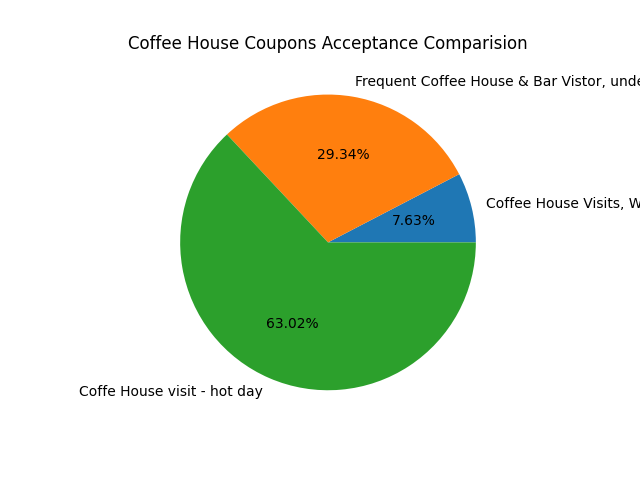 Coffee House Coupons Acceptance Comparision
Frequent Coffee House & Bar Vistor, unde
29.34%
Coffee House Visits, W
7.63%
63.02%
Coffe House visit - hot day